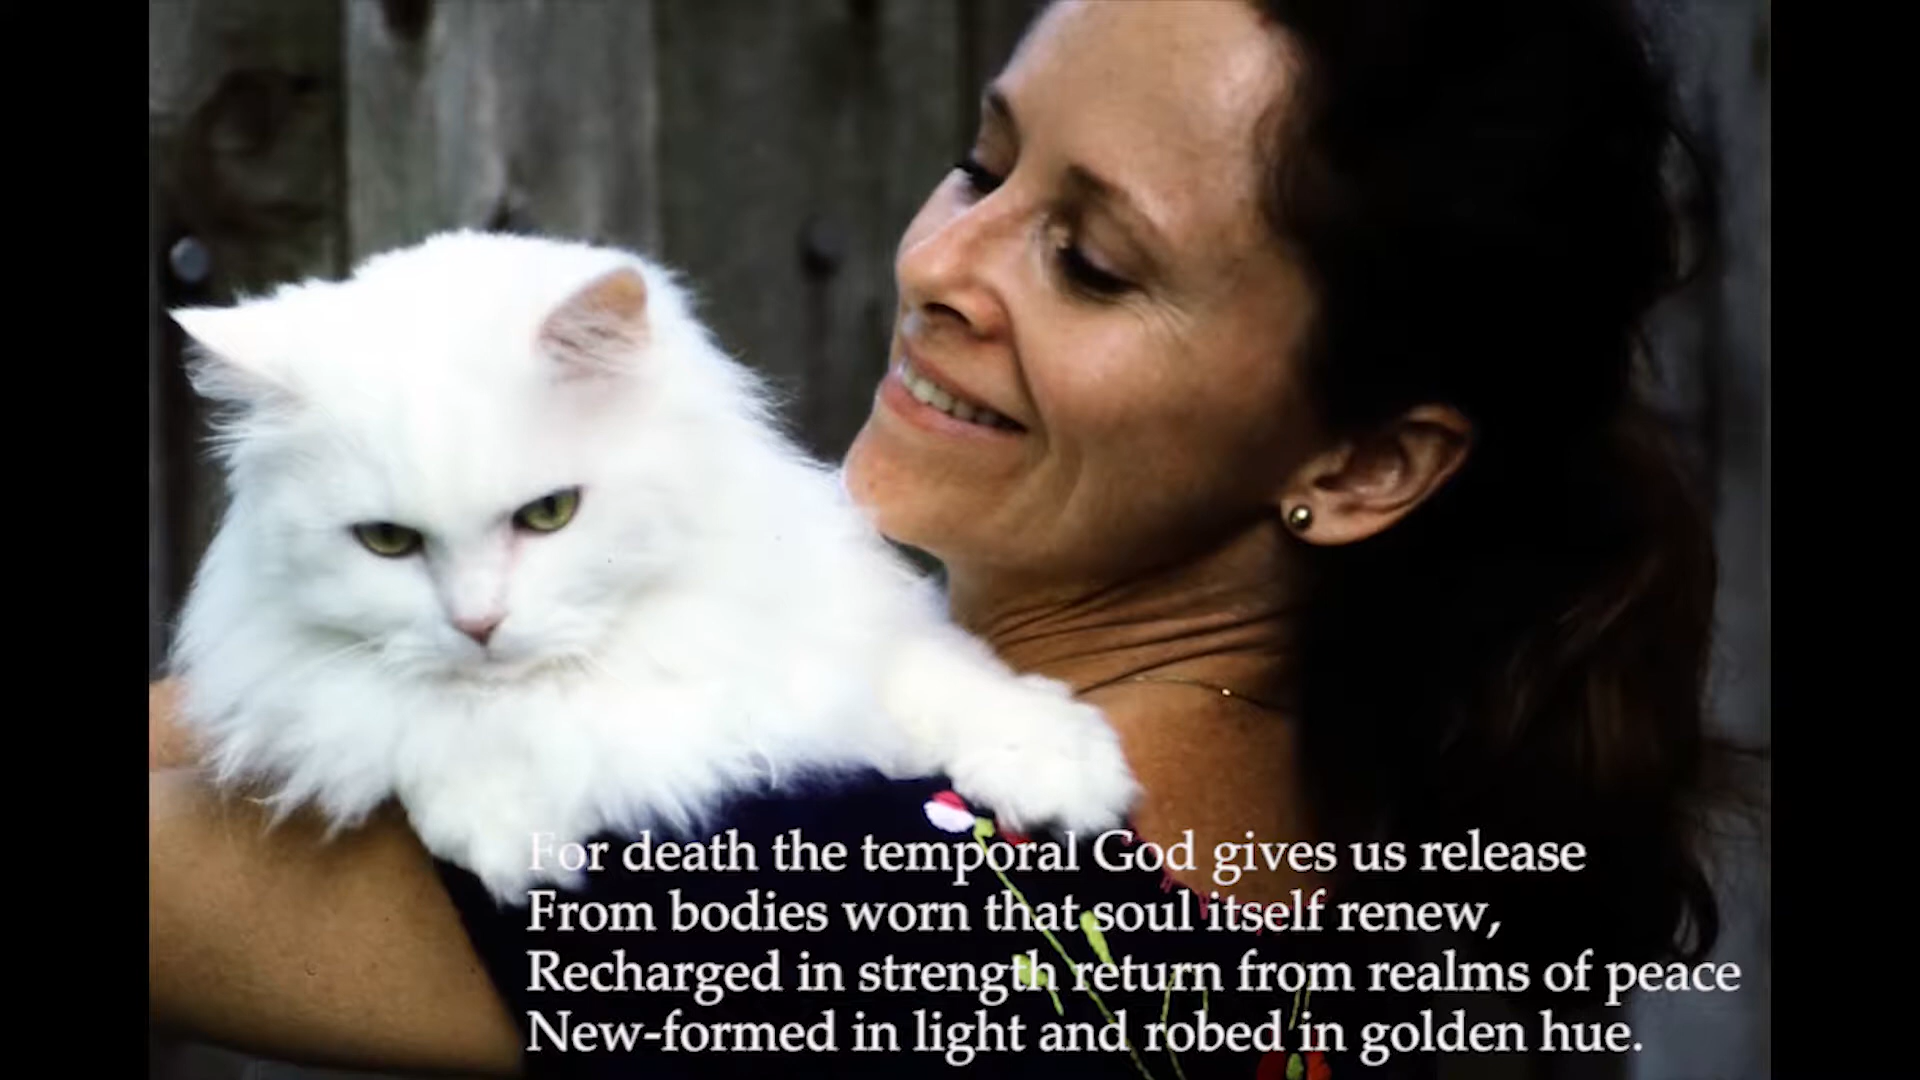 For death the temporal God gives us release
From bodies worn that soul itself renew,
Recharged in strength return from realms of peace
New-formed in light and robed in golden hue.